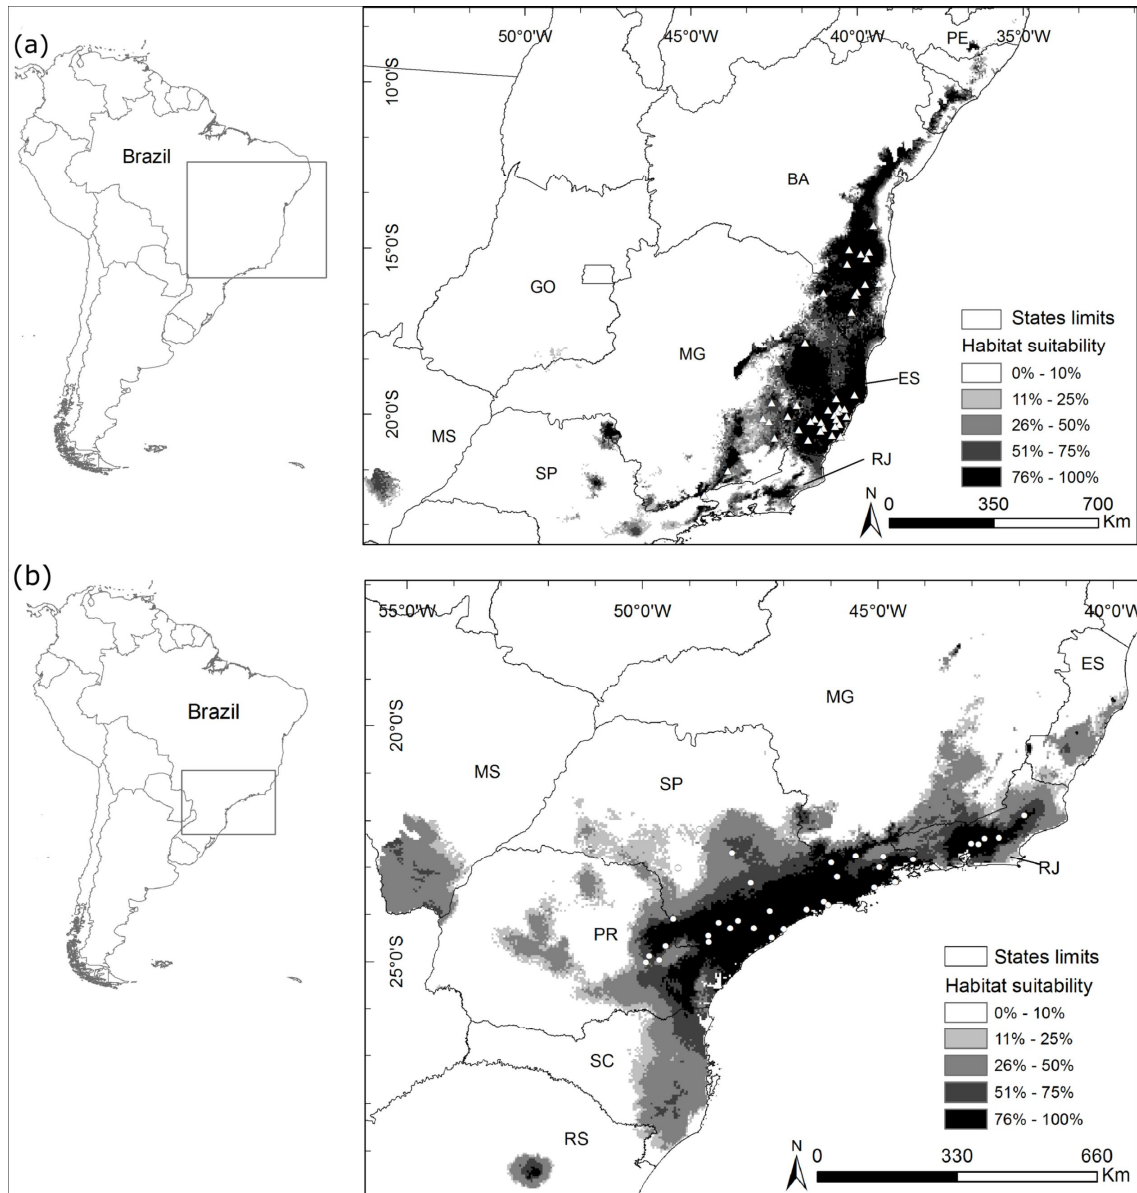 (a)
Brazil
50°0'W 45°0'W 40°0'W 35°0'W
10°0'S
15°0'S
20°0'S
PE
BA
GO
MG
ES
MS
SP
RJ
States limits
Habitat suitability
0% - 10%
11% - 25%
26% - 50%
51% - 75%
76% - 100%
N
0 350 700
Km
(b)
Brazil
55°0'W 50°0'W 45°0'W 40°0'W
20°0'S
25°0'S
ES
MG
MS
SP
RJ
PR
SC
RS
States limits
Habitat suitability
0% - 10%
11% - 25%
26% - 50%
51% - 75%
76% - 100%
N
0 330 660
Km